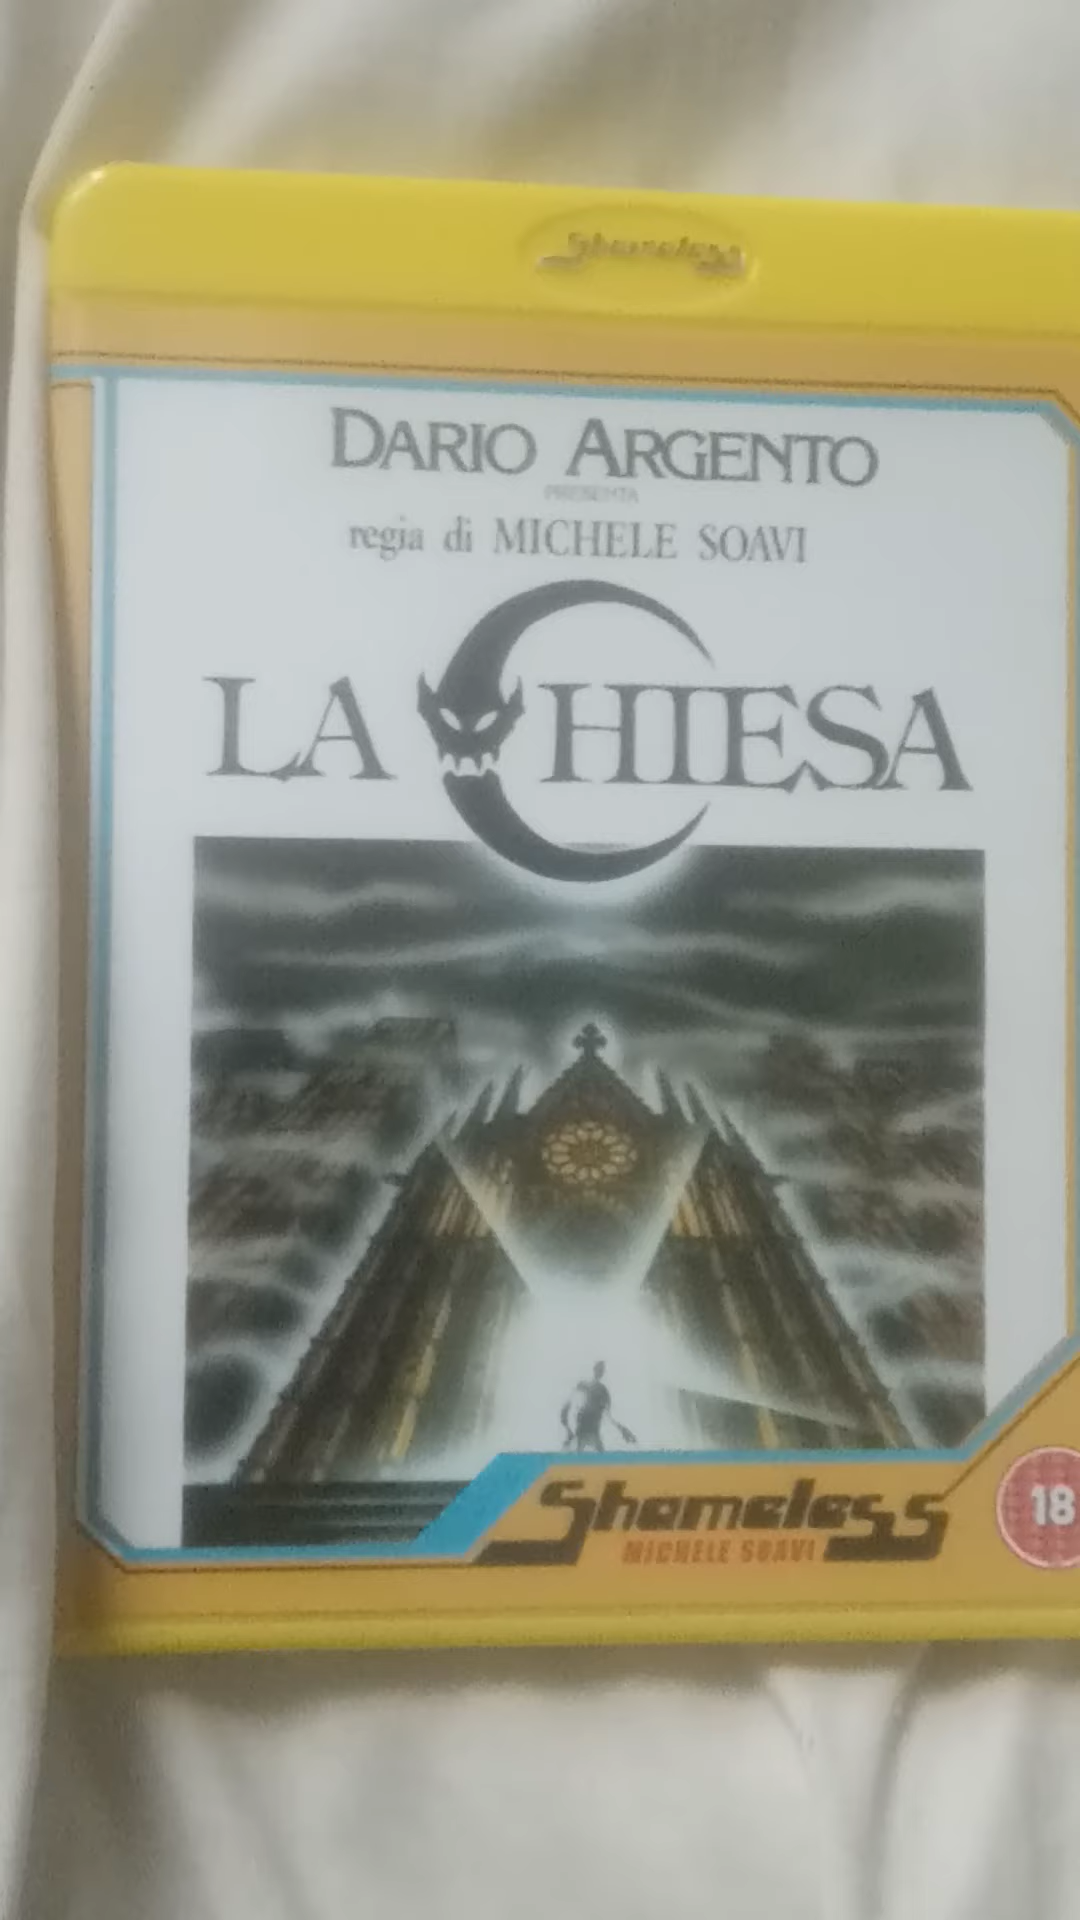 Shameless
DARIO ARGENTO
PRESENTA
regia di MICHELE SOAVI
LA CHIESA
Shameless
MICHELE SOAVI
18